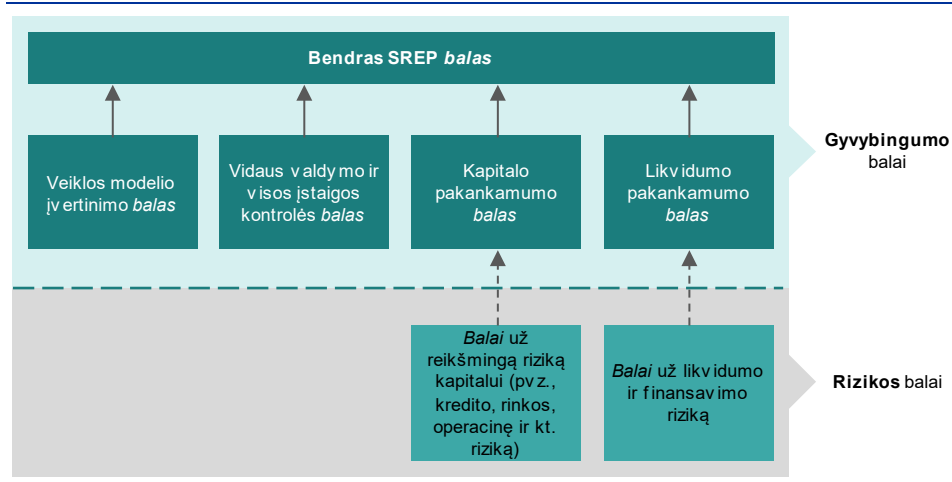 Bendras SREP balas
Veiklos modelio
įvertinimo balas
Vidaus valdymo ir
visos įstaigos
kontrolės balas
Kapitalo
pakankamumo
balas
Likvidumo
pakankamumo
balas
Gyvybingumo
balai
Balai už
reikšmingą riziką
kapitalui (pvz.,
kredito, rinkos,
operacinę ir kt.
riziką)
Balai už likvidumo
ir finansavimo
riziką
Rizikos balai